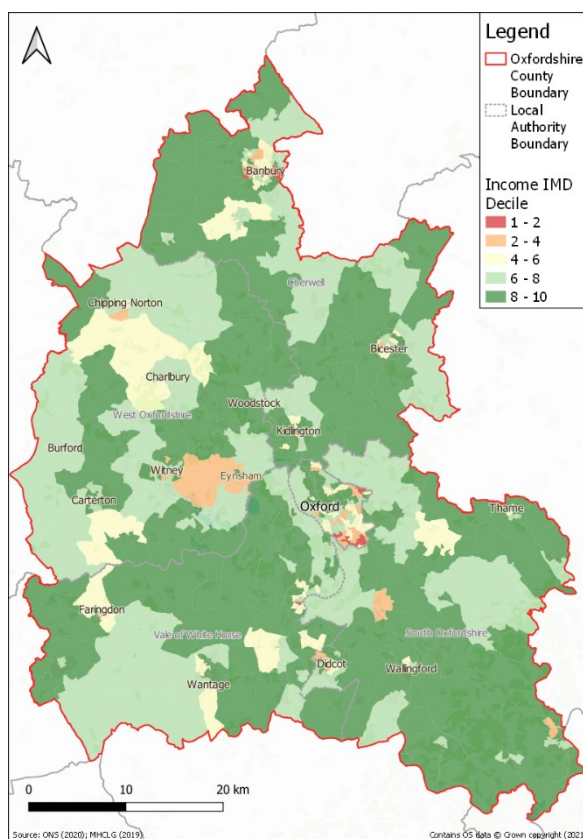 Legend
Oxfordshire
County
Boundary
Local
Authority
Boundary
Income IMD
Decile
1 - 2
2 - 4
4 - 6
6 - 8
8 - 10
Banbury
Cherwell
Chipping Norton
Bicester
Charlbury
Woodstock
West Oxfordshire
Kidlington
Burford
Witney
Eynsham
Carterton
Oxford
Thame
Faringdon
Vale of White Horse
South Oxfordshire
Didcot
Wallingford
Wantage
0 10 20 km
Source: ONS (2020); MHCLG (2019)
Contains OS data © Crown copyright (2021